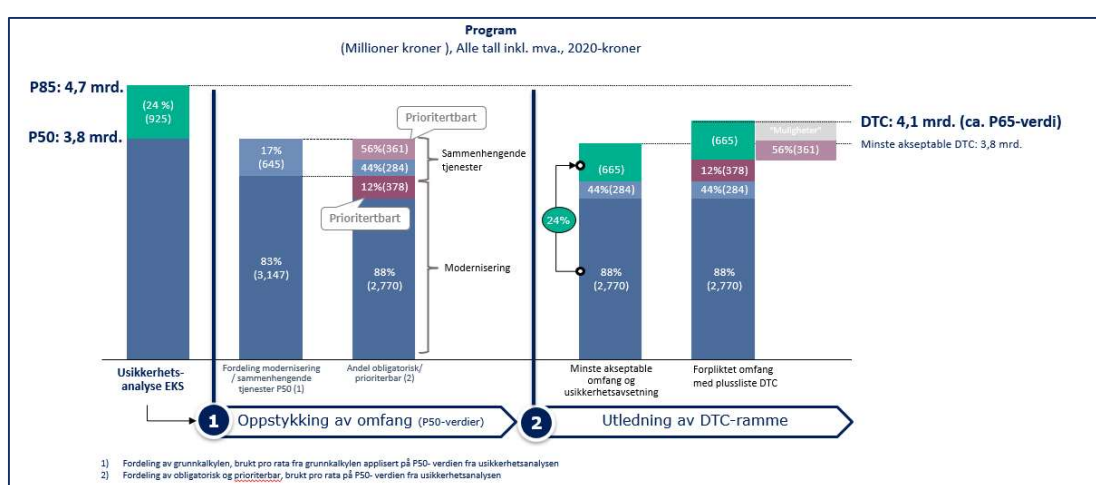 Program
(Millioner kroner ), Alle tall inkl. mva., 2020-kroner
P85: 4,7 mrd.
(24 %)
(925)
P50: 3,8 mrd.
17%
(645)
83%
(3,147)
Prioritertbart
56%(361)
44%(284)
12%(378)
Prioritertbart
88%
(2,770)
Sammenhengende
tjenester
Modernisering
24%
(665)
44%(284)
88%
(2,770)
(665)
12%(378)
44%(284)
88%
(2,770)
"Muligheter"
56%(361)
DTC: 4,1 mrd. (ca. P65-verdi)
Minste akseptable DTC: 3,8 mrd.
Usikkerhets-
analyse EKS
Fordeling modernisering
/ sammenhengende
tjenester P50 (1)
Andel obligatorisk/
prioriterbar (2)
Minste akseptable
omfang og
usikkerhetsavsetning
Forpliktet omfang
med plussliste DTC
1 Oppstykking av omfang (P50-verdier)
2 Utledning av DTC-ramme
1) Fordeling av grunnkalkylen, brukt pro rata fra grunnkalkylen applisert på P50- verdien fra usikkerhetsanalysen
2) Fordeling av obligatorisk og prioriterbar, brukt pro rata på P50- verdien fra usikkerhetsanalysen